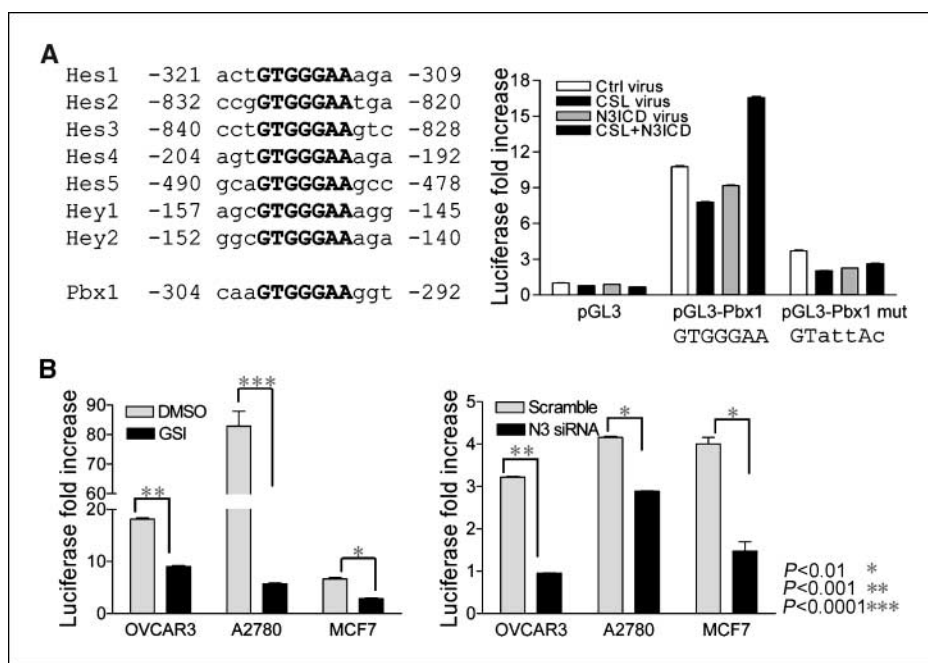 A
Hes1 -321 actGTGGGAAaga -309
Hes2 -832 ccgGTGGGAAtga -820
Hes3 -840 cctGTGGGAAgtc -828
Hes4 -204 agtGTGGGAAaga -192
Hes5 -490 gcaGTGGGAAgcc -478
Hey1 -157 agcGTGGGAAagg -145
Hey2 -152 ggcGTGGGAAaga -140
Pbx1 -304 caaGTGGGAAggt -292
Luciferase fold increase
18
15
12
9
6
3
0
Ctrl virus
CSL virus
N3ICD virus
CSL+N3ICD
pGL3 pGL3-Pbx1 pGL3-Pbx1 mut
GTGGGAA GTattAc
B
Luciferase fold increase
90
80
70
60
20
10
0
DMSO
GSI
** *** *
OVCAR3 A2780 MCF7
Luciferase fold increase
5
4
3
2
1
0
Scramble
N3 siRNA
** * *
OVCAR3 A2780 MCF7
P<0.01 *
P<0.001 **
P<0.0001 ***